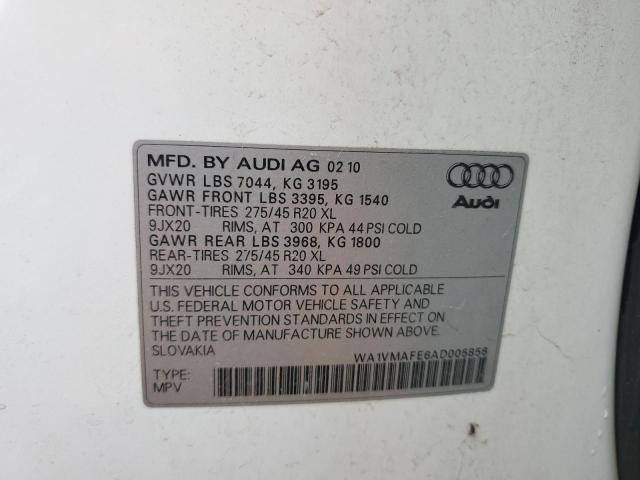 MFD. BY AUDI AG 02 10
GVWR LBS 7044, KG 3195
GAWR FRONT LBS 3395, KG 1540
FRONT-TIRES 275/45 R20 XL
9JX20 RIMS, AT 300 KPA 44 PSI COLD
GAWR REAR LBS 3968, KG 1800
REAR-TIRES 275/45 R20 XL
9JX20 RIMS, AT 340 KPA 49 PSI COLD
Audi
THIS VEHICLE CONFORMS TO ALL APPLICABLE
U.S. FEDERAL MOTOR VEHICLE SAFETY AND
THEFT PREVENTION STANDARDS IN EFFECT ON
THE DATE OF MANUFACTURE SHOWN ABOVE.
SLOVAKIA
WA1VMAFE6AD005858
TYPE:
MPV